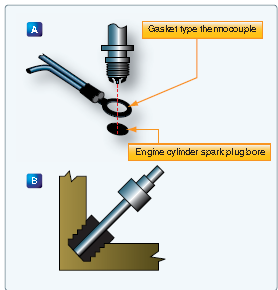 A
Gasket type thermocouple
Engine cylinder spark plug bore
B